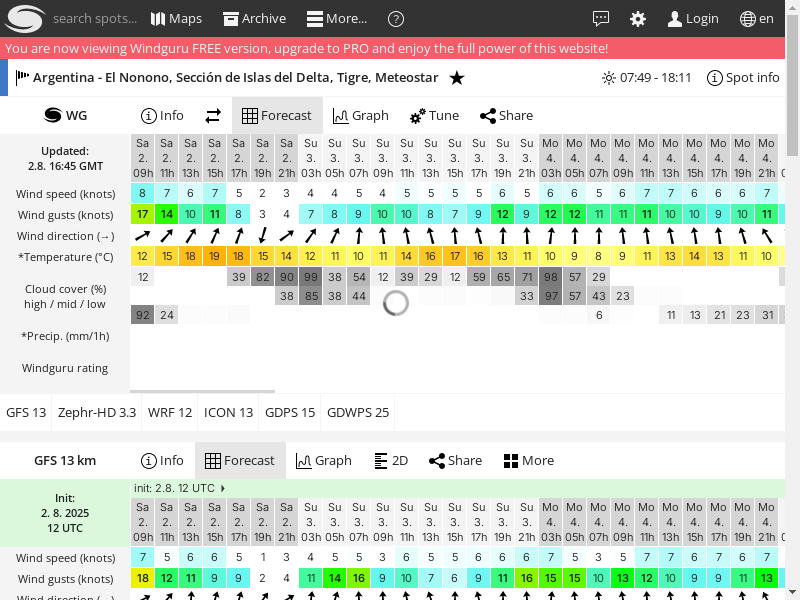 search spots... Maps Archive More... ? Login en
You are now viewing Windguru FREE version, upgrade to PRO and enjoy the full power of this website!
Argentina - El Nonono, Sección de Islas del Delta, Tigre, Meteostar ★ 07:49 - 18:11 Spot info
WG Info Forecast Graph Tune Share
Updated:
2.8. 16:45 GMT
Sa Sa Sa Sa Sa Sa Sa Su Su Su Su Su Su Su Su Su Su Mo Mo Mo Mo Mo Mo Mo Mo Mo Mo
2. 2. 2. 2. 2. 2. 2. 3. 3. 3. 3. 3. 3. 3. 3. 3. 3. 4. 4. 4. 4. 4. 4. 4. 4. 4. 4.
09h 11h 13h 15h 17h 19h 21h 03h 05h 07h 09h 11h 13h 15h 17h 19h 21h 03h 05h 07h 09h 11h 13h 15h 17h 19h 21h
Wind speed (knots) 8 7 6 7 5 2 3 4 4 5 4 5 5 5 5 6 5 6 6 5 6 7 7 6 6 6 7
Wind gusts (knots) 17 14 10 11 8 3 4 7 8 9 10 10 8 7 9 12 9 12 12 11 11 11 10 10 9 10 11
Wind direction (→)
*Temperature (°C) 12 15 18 19 18 15 14 12 11 10 11 14 16 17 16 13 11 10 9 8 9 11 13 14 13 11 10
Cloud cover (%)
high / mid / low
12 39 82 90 99 38 54 12 39 29 12 59 65 71 98 57 29
38 85 38 44 33 97 57 43 23
92 24 6 11 13 21 23 31
*Precip. (mm/1h)
Windguru rating
GFS 13 Zephr-HD 3.3 WRF 12 ICON 13 GDPS 15 GDWPS 25
GFS 13 km Info Forecast Graph 2D Share More
init: 2.8. 12 UTC
Init:
2. 8. 2025
12 UTC
Sa Sa Sa Sa Sa Sa Sa Su Su Su Su Su Su Su Su Su Su Mo Mo Mo Mo Mo Mo Mo Mo Mo Mo
2. 2. 2. 2. 2. 2. 2. 3. 3. 3. 3. 3. 3. 3. 3. 3. 3. 4. 4. 4. 4. 4. 4. 4. 4. 4. 4.
09h 11h 13h 15h 17h 19h 21h 03h 05h 07h 09h 11h 13h 15h 17h 19h 21h 03h 05h 07h 09h 11h 13h 15h 17h 19h 21h
Wind speed (knots) 7 5 6 6 5 1 3 4 5 5 3 6 5 5 6 6 6 7 5 3 5 7 7 6 7 6 7
Wind gusts (knots) 18 12 11 9 9 2 4 11 14 16 9 10 7 6 9 11 16 15 15 10 13 12 10 9 9 11 13
Wind direction (→)